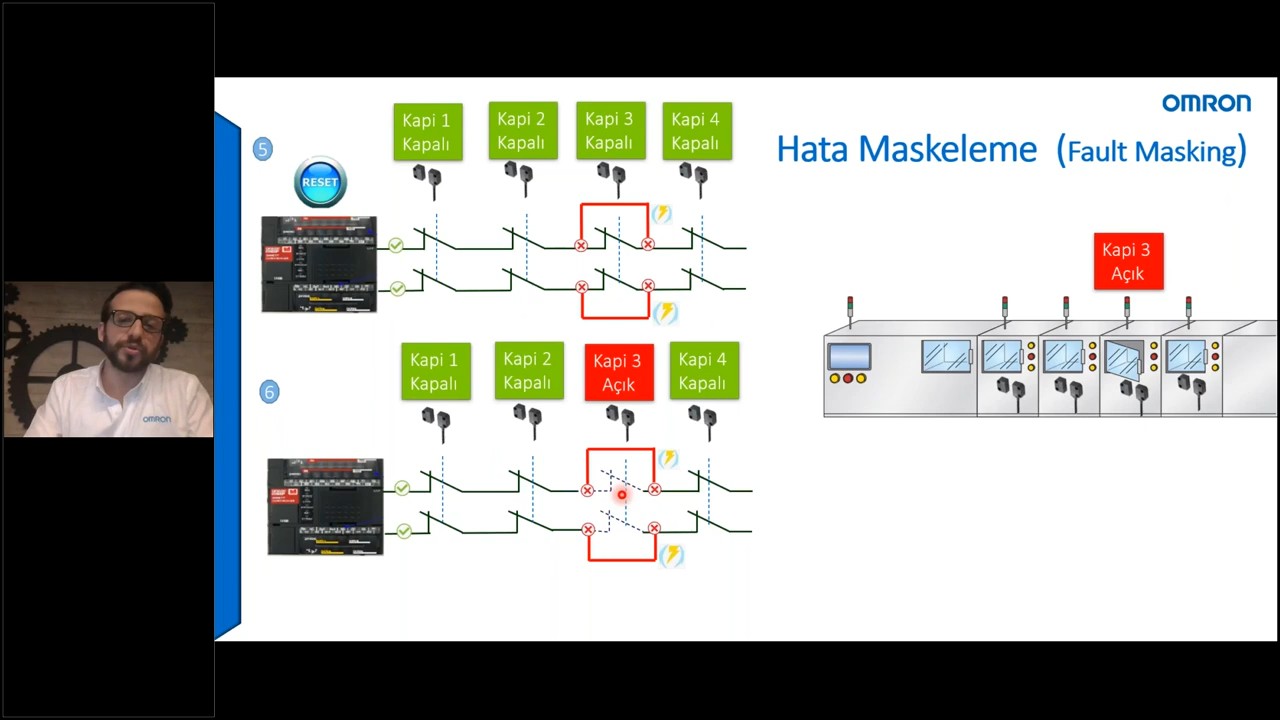 OMRON
Hata Maskeleme (Fault Masking)
5
RESET
Kapi 1
Kapalı
Kapi 2
Kapalı
Kapi 3
Kapalı
Kapi 4
Kapalı
6
Kapi 1
Kapalı
Kapi 2
Kapalı
Kapi 3
Açık
Kapi 4
Kapalı
Kapi 3
Açık
OMRON